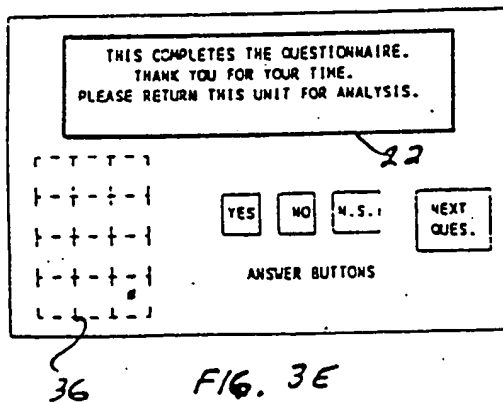 THIS COMPLETES THE QUESTIONNAIRE.
THANK YOU FOR YOUR TIME.
PLEASE RETURN THIS UNIT FOR ANALYSIS.
22
YES NO N.S. NEXT QUES.
ANSWER BUTTONS
36
FIG. 3E